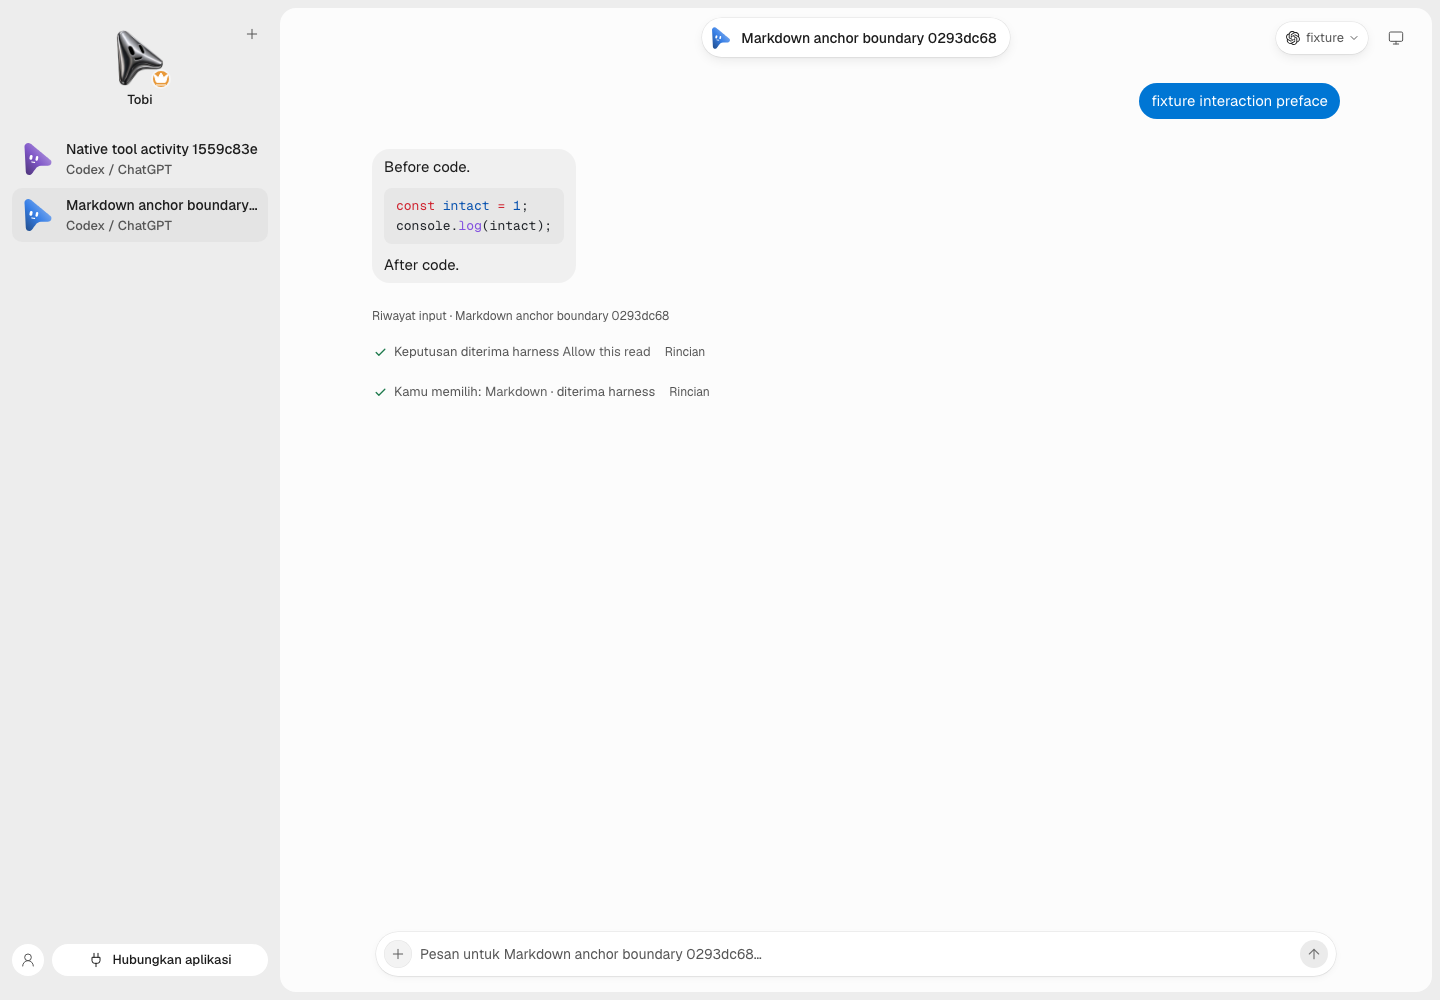 Tobi
Native tool activity 1559c83e
Codex / ChatGPT
Markdown anchor boundary...
Codex / ChatGPT
Hubungkan aplikasi
Markdown anchor boundary 0293dc68
fixture
fixture interaction preface
Before code.
const intact = 1;
console.log(intact);
After code.
Riwayat input · Markdown anchor boundary 0293dc68
Keputusan diterima harness Allow this read Rincian
Kamu memilih: Markdown · diterima harness Rincian
Pesan untuk Markdown anchor boundary 0293dc68...